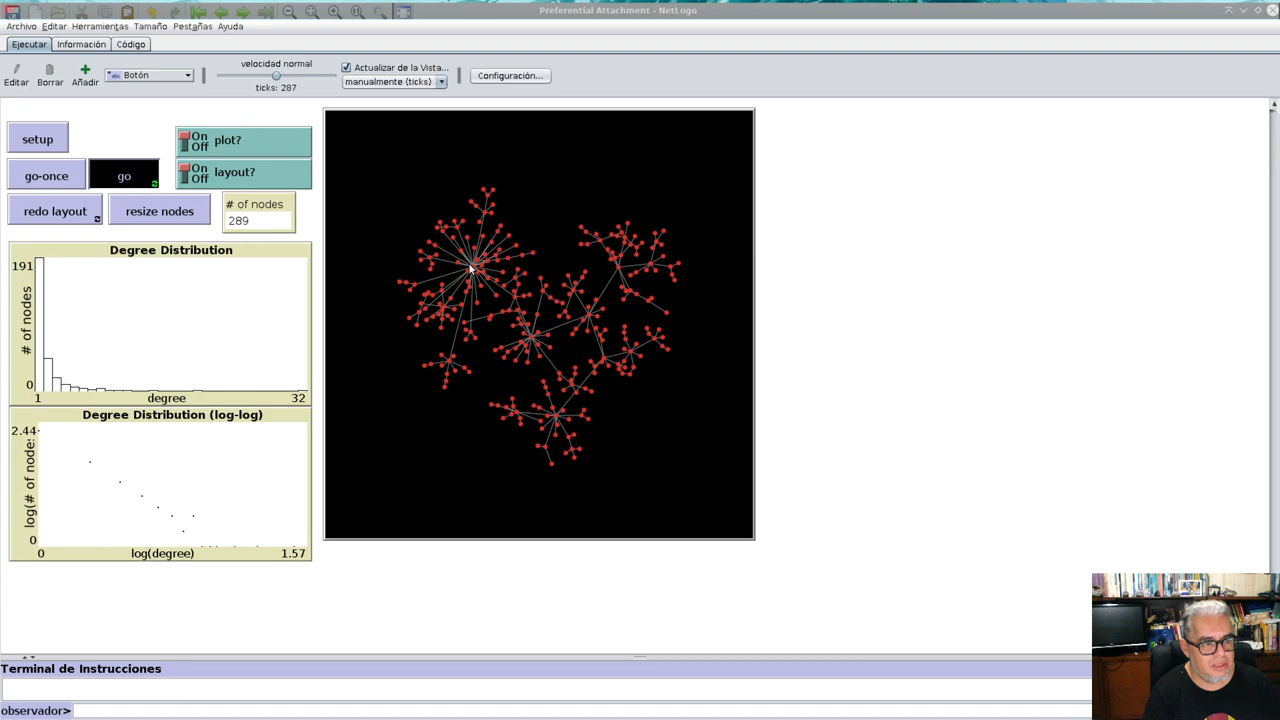 Preferential Attachment - NetLogo
Archivo Editar Herramientas Tamaño Pestañas Ayuda
Ejecutar Información Código
Editar Borrar Añadir
abc Botón
velocidad normal
ticks: 287
Actualizar de la Vista...
manualmente (ticks)
Configuración...
setup
On
Off
plot?
go-once
go
On
Off
layout?
redo layout
resize nodes
# of nodes
289
Degree Distribution
191
# of nodes
0
1
degree
32
Degree Distribution (log-log)
2.44
log(# of node:
0
0
log(degree)
1.57
Terminal de Instrucciones
observador>